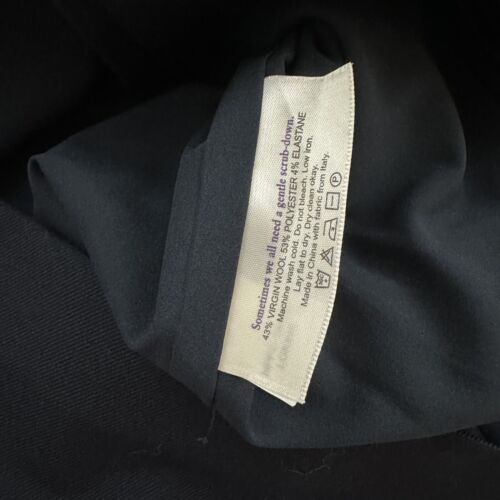 Sometimes we all need a gentle scrub-down.
43% VIRGIN WOOL 53% POLYESTER 4% ELASTANE
Machine wash cold. Do not bleach. Low iron.
Lay flat to dry. Dry clean okay.
Made in China with fabric from Italy.
P